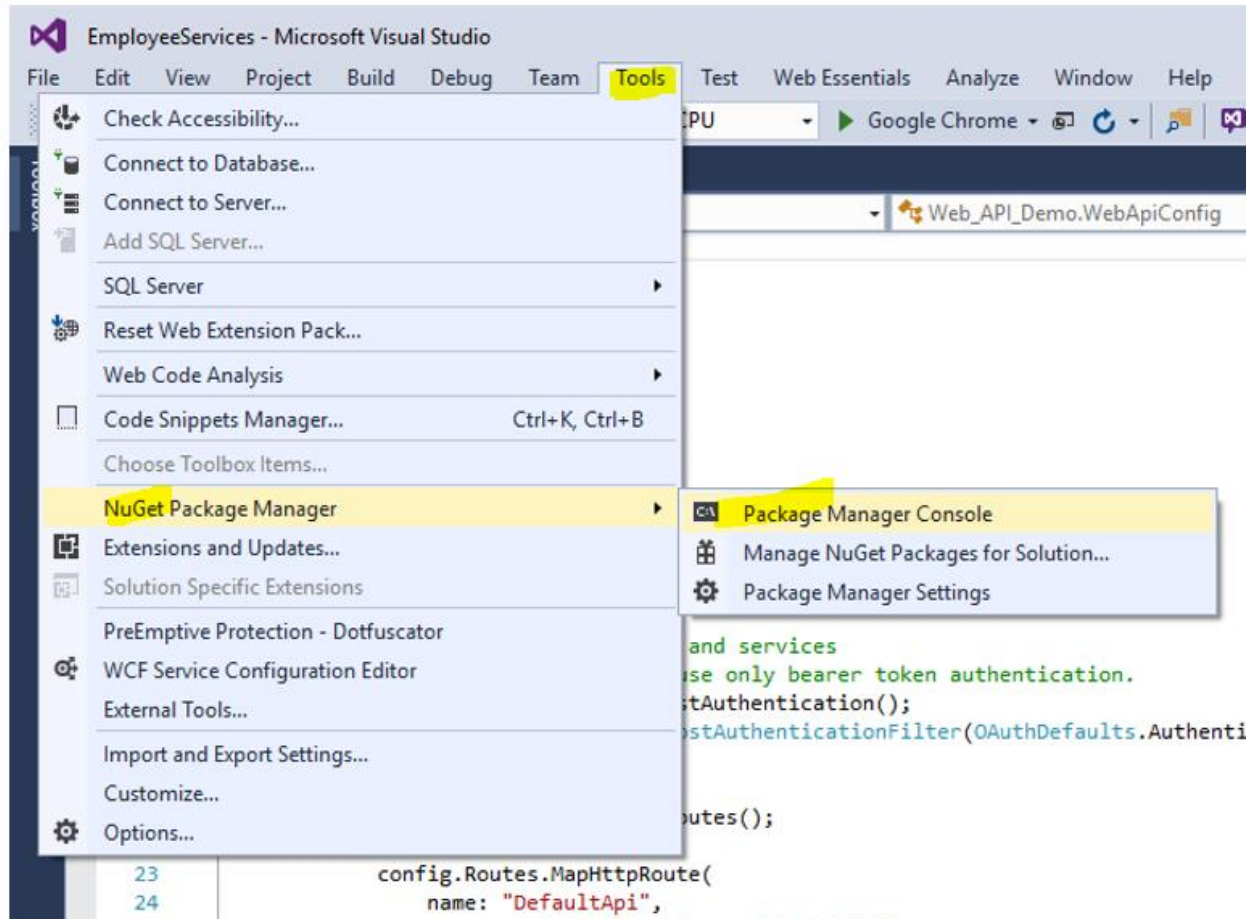 EmployeeServices - Microsoft Visual Studio
File Edit View Project Build Debug Team Tools Test Web Essentials Analyze Window Help
Check Accessibility... CPU Google Chrome
Connect to Database...
Connect to Server... Web_API_Demo.WebApiConfig
Add SQL Server...
SQL Server
Reset Web Extension Pack...
Web Code Analysis
Code Snippets Manager... Ctrl+K, Ctrl+B
Choose Toolbox Items...
NuGet Package Manager
Package Manager Console
Extensions and Updates...
Manage NuGet Packages for Solution...
Solution Specific Extensions
Package Manager Settings
PreEmptive Protection - Dotfuscator
and services
WCF Service Configuration Editor
use only bearer token authentication.
External Tools...
stAuthentication();
ostAuthenticationFilter(OAuthDefaults.Authenti
Import and Export Settings...
Customize...
outes();
Options...
23 config.Routes.MapHttpRoute(
24 name: "DefaultApi",